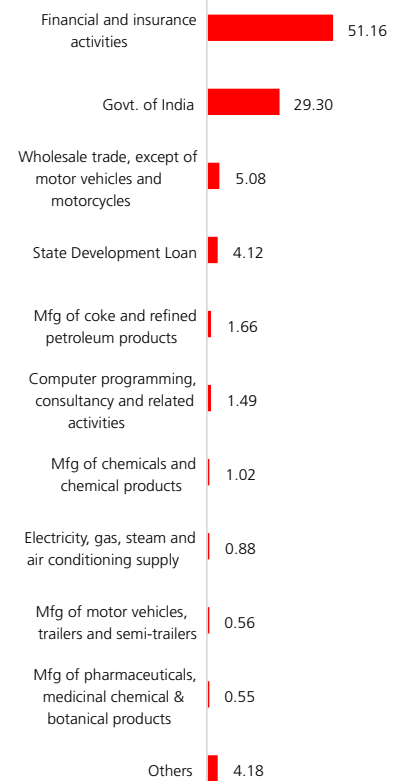 Financial and insurance
activities
51.16
Govt. of India
29.30
Wholesale trade, except of
motor vehicles and
motorcycles
5.08
State Development Loan
4.12
Mfg of coke and refined
petroleum products
1.66
Computer programming,
consultancy and related
activities
1.49
Mfg of chemicals and
chemical products
1.02
Electricity, gas, steam and
air conditioning supply
0.88
Mfg of motor vehicles,
trailers and semi-trailers
0.56
Mfg of pharmaceuticals,
medicinal chemical &
botanical products
0.55
Others
4.18